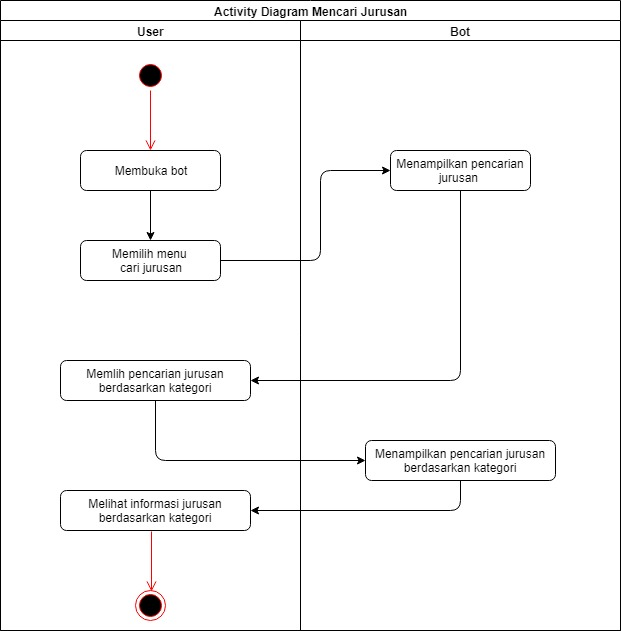 Activity Diagram Mencari Jurusan
User
Bot
Membuka bot
Menampilkan pencarian
jurusan
Memilih menu
cari jurusan
Memlih pencarian jurusan
berdasarkan kategori
Menampilkan pencarian jurusan
berdasarkan kategori
Melihat informasi jurusan
berdasarkan kategori